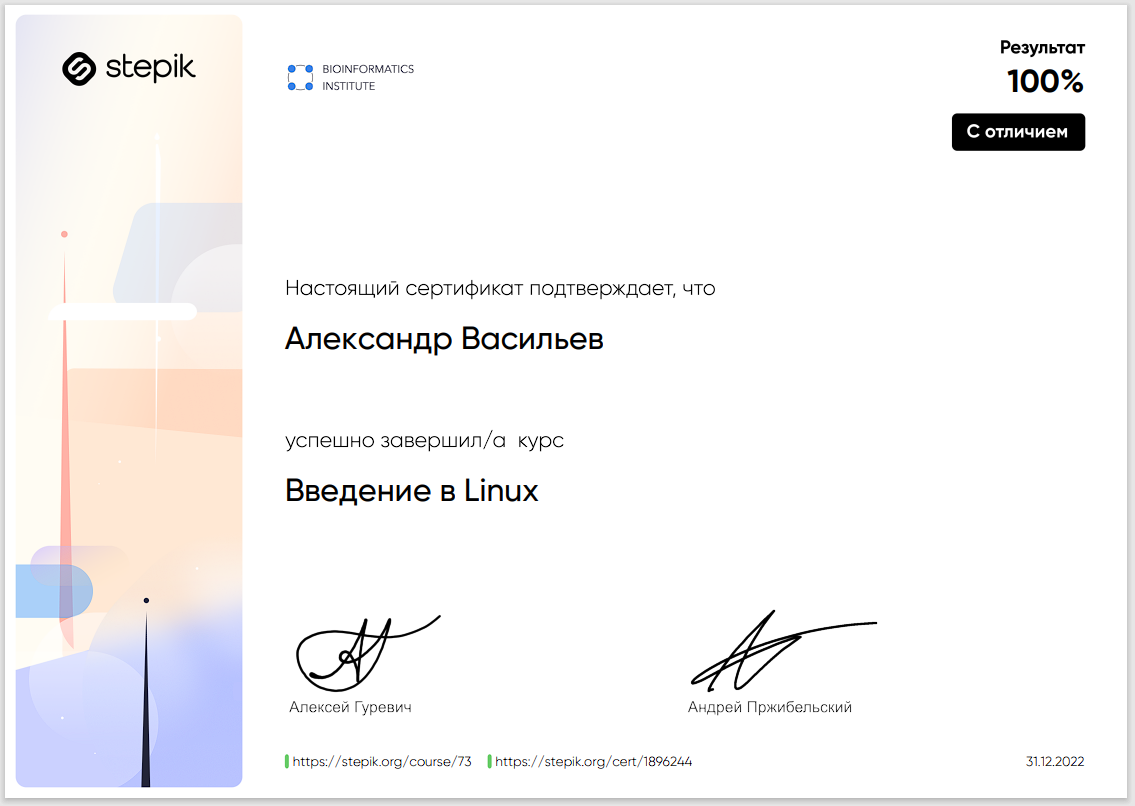 stepik
BIOINFORMATICS
INSTITUTE
Результат
100%
С отличием
Настоящий сертификат подтверждает, что
Александр Васильев
успешно завершил/а курс
Введение в Linux
Алексей Гуревич
Андрей Пржибельский
https://stepik.org/course/73
https://stepik.org/cert/1896244
31.12.2022